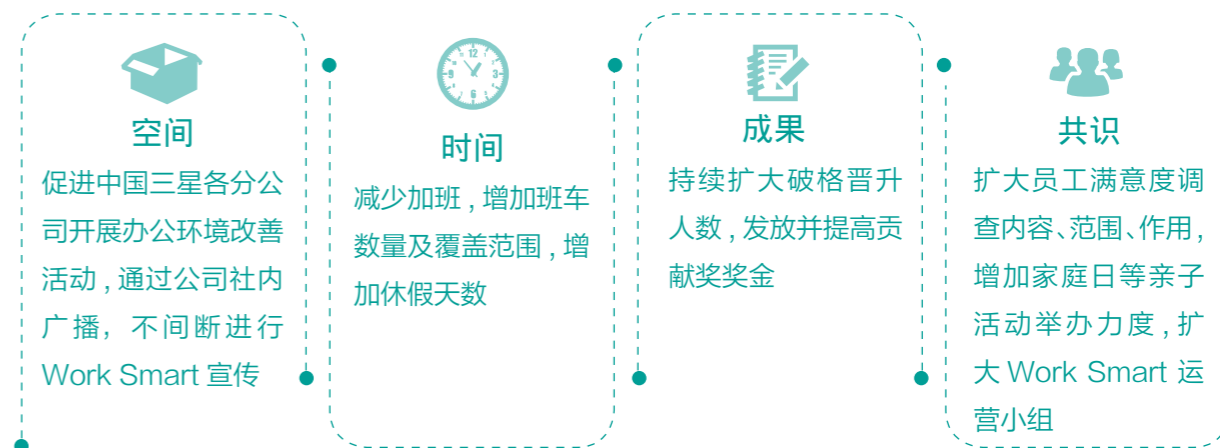 空间
促进中国三星各分公
司开展办公环境改善
活动，通过公司社内
广播，不间断进行
Work Smart 宣传
12
3
6
9
时间
减少加班，增加班车
数量及覆盖范围，增
加休假天数
成果
持续扩大破格晋升
人数，发放并提高贡
献奖奖金
共识
扩大员工满意度调
查内容、范围、作用，
增加家庭日等亲子
活动举办力度，扩
大 Work Smart 运
营小组